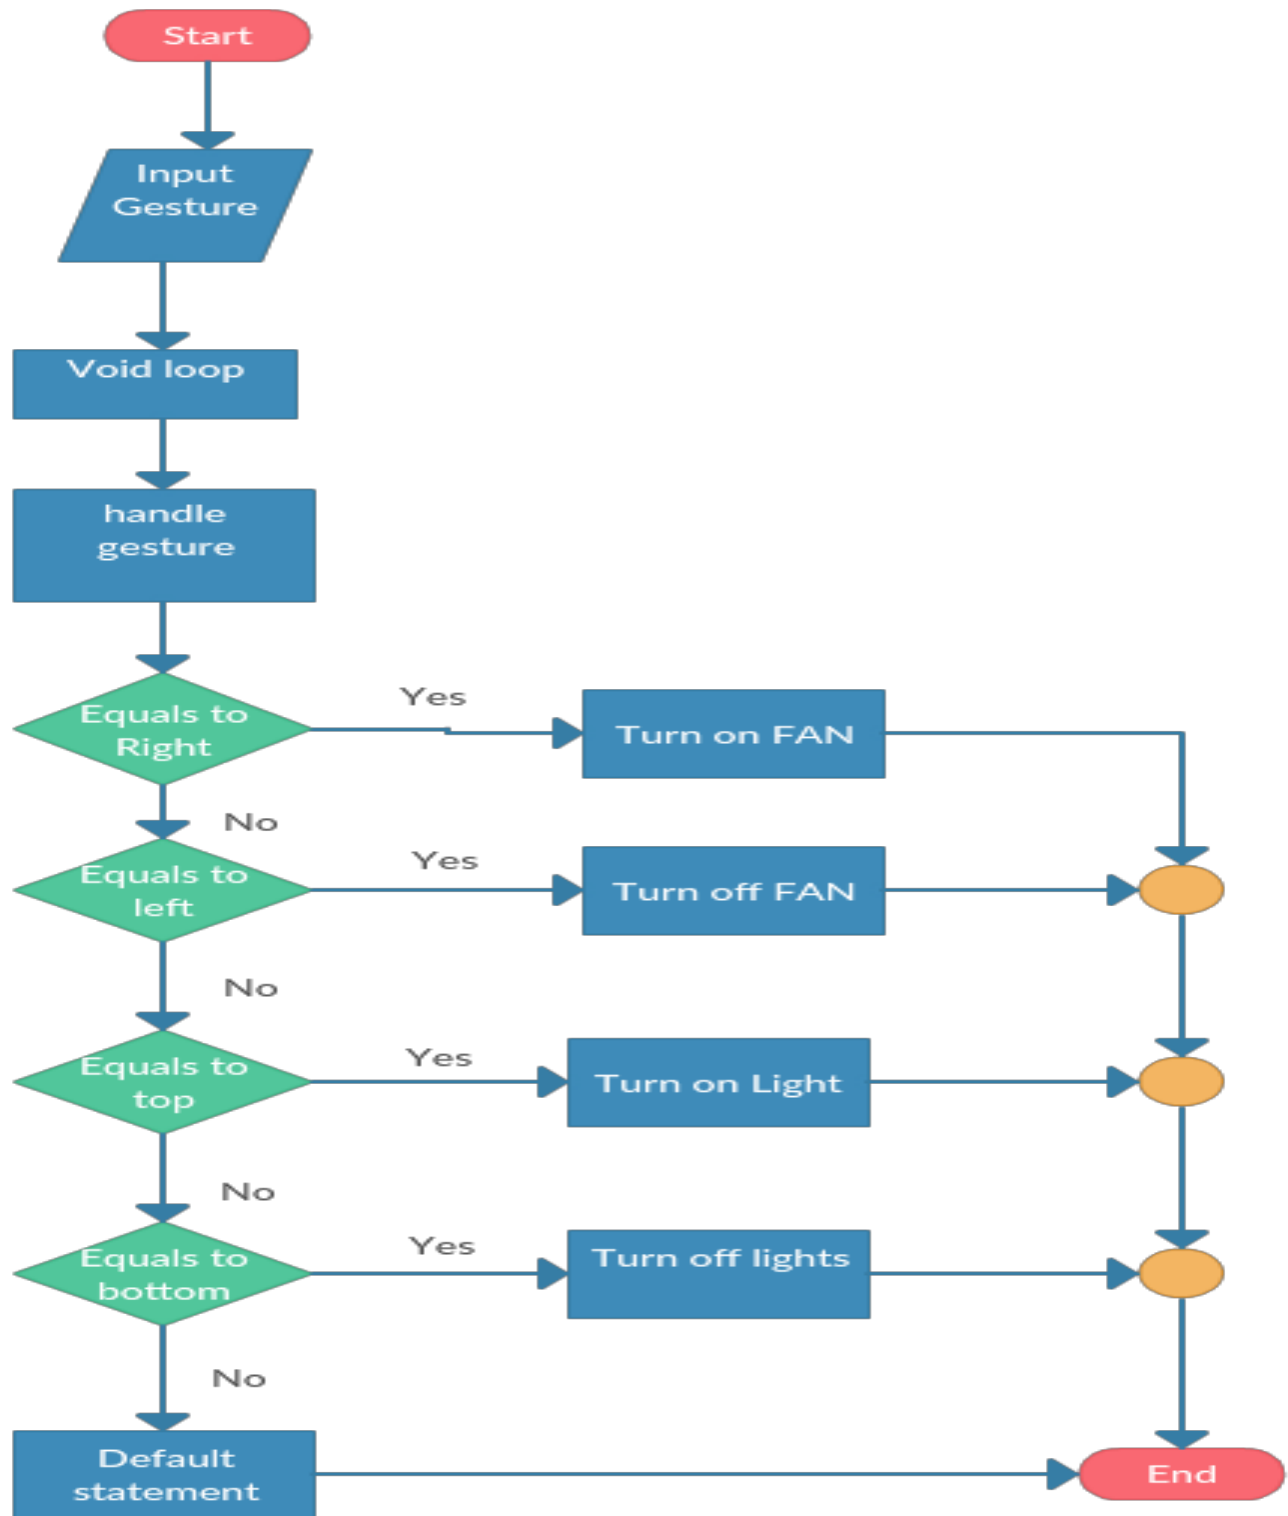 Start
Input
Gesture
Void loop
handle
gesture
Equals to
Right
Yes
Turn on FAN
No
Equals to
left
Yes
Turn off FAN
No
Equals to
top
Yes
Turn on Light
No
Equals to
bottom
Yes
Turn off lights
No
Default
statement
End